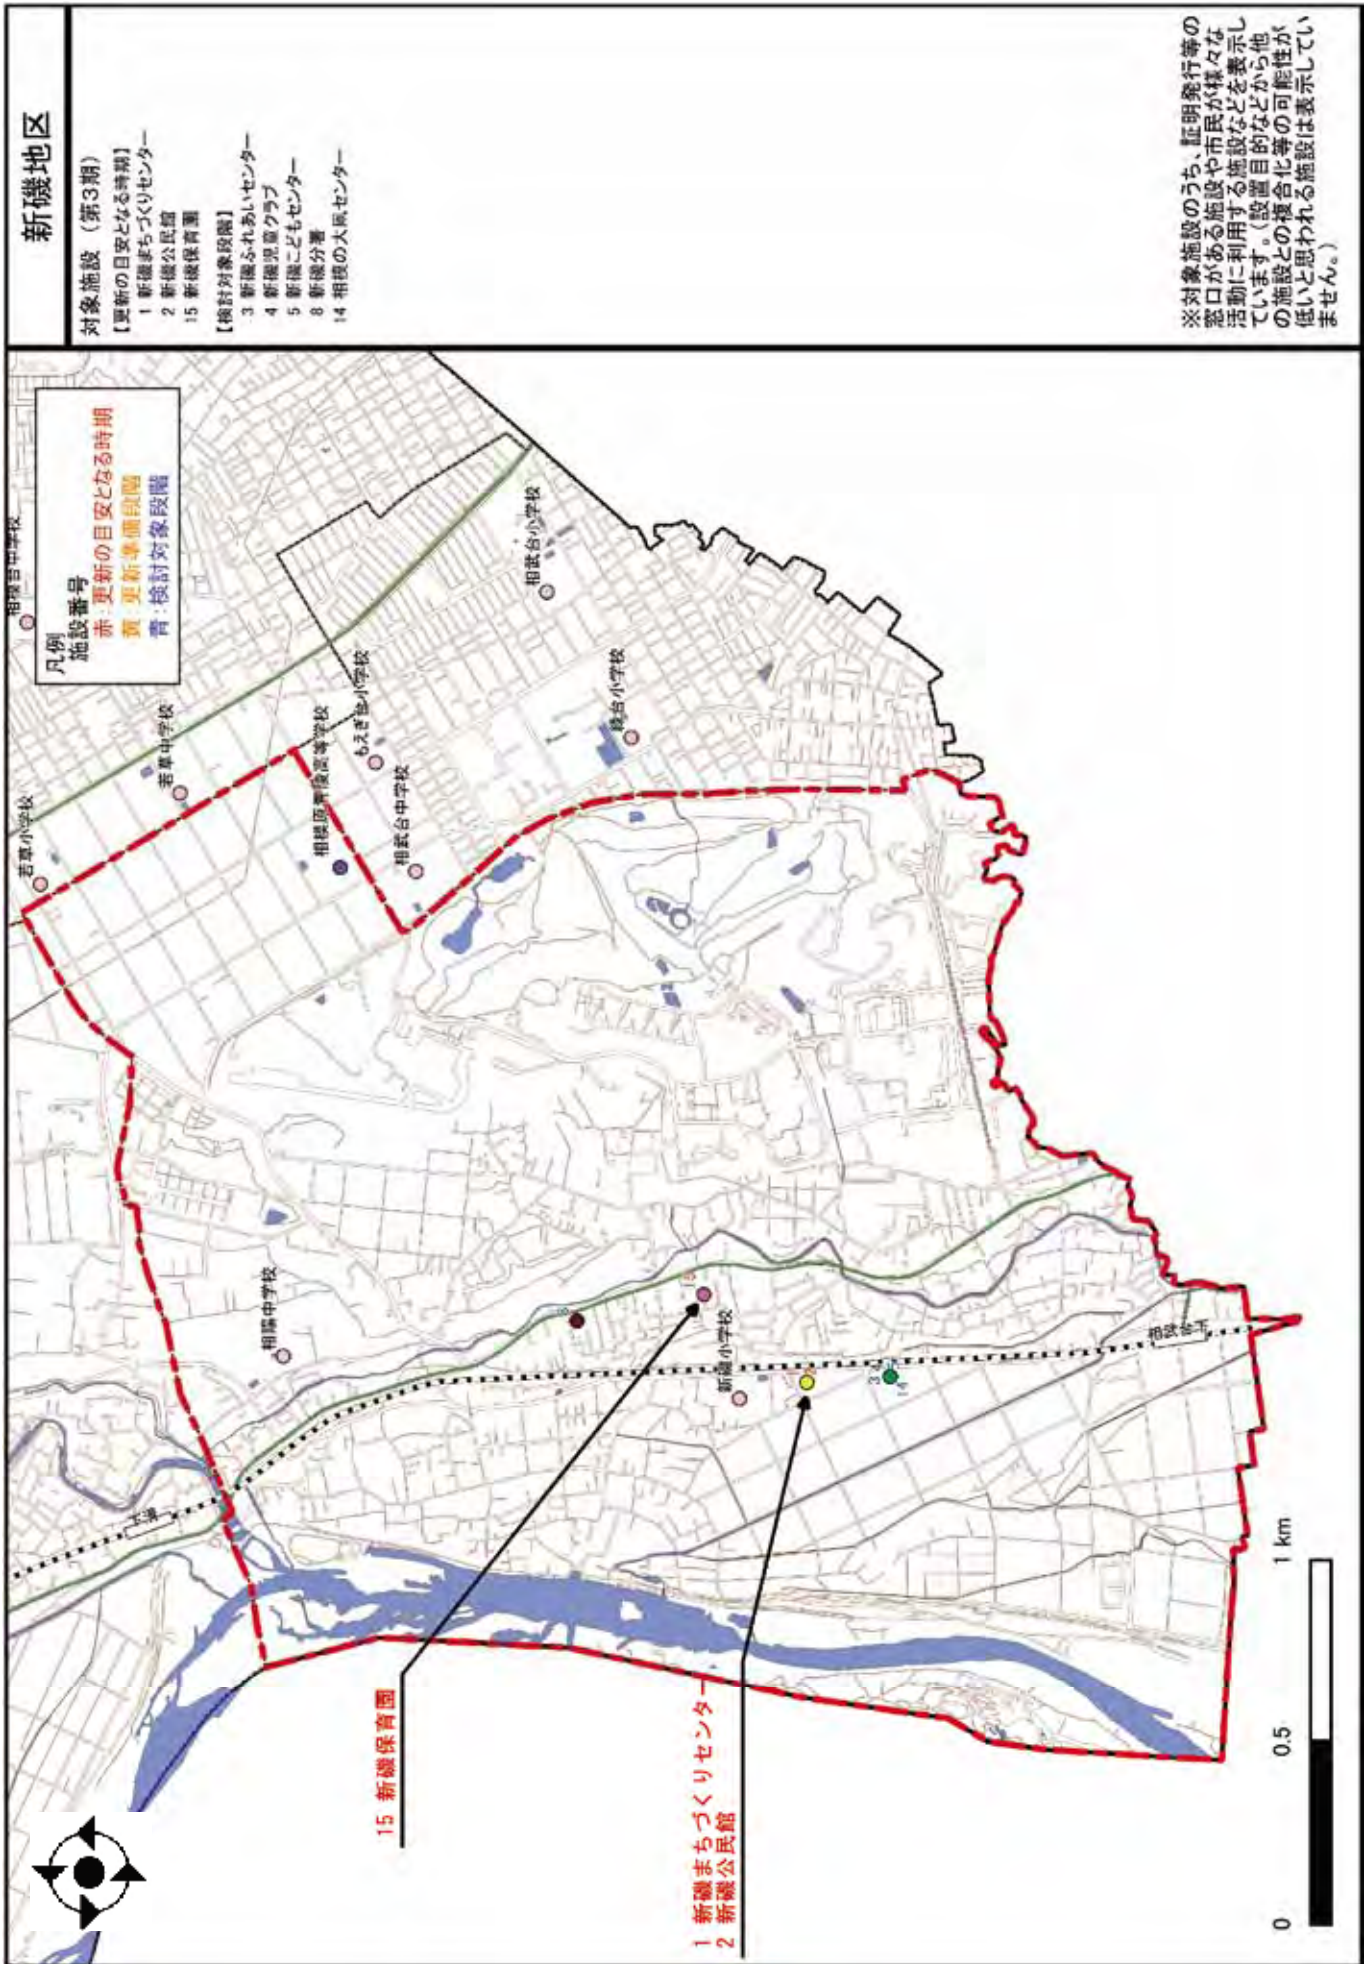 新磯地区
対象施設（第3期）
【更新の目安となる時期】
1 新磯まちづくりセンター
2 新磯公民館
15 新磯保育園
【検討対象段階】
3 新磯ふれあいセンター
4 新磯児童クラブ
5 新磯こどもセンター
8 新磯分署
14 相模の大凧センター
※対象施設のうち、証明発行等の
窓口がある施設や市民が様々な
活動に利用する施設などを表示し
ています。（設置目的などから他
の施設との複合化等の可能性が
低いと思われる施設は表示してい
ません。）
凡例
施設番号
赤：更新の目安となる時期
黄：更新準備段階
青：検討対象段階
相模台中学校
若草小学校
若草中学校
相模原青陵高等学校
もえぎ台小学校
相武台中学校
相武台小学校
緑台小学校
相陽中学校
新磯小学校
下溝
相武台下
8
15
3 4
14
15 新磯保育園
1 新磯まちづくりセンター
2 新磯公民館
0
0.5
1 km